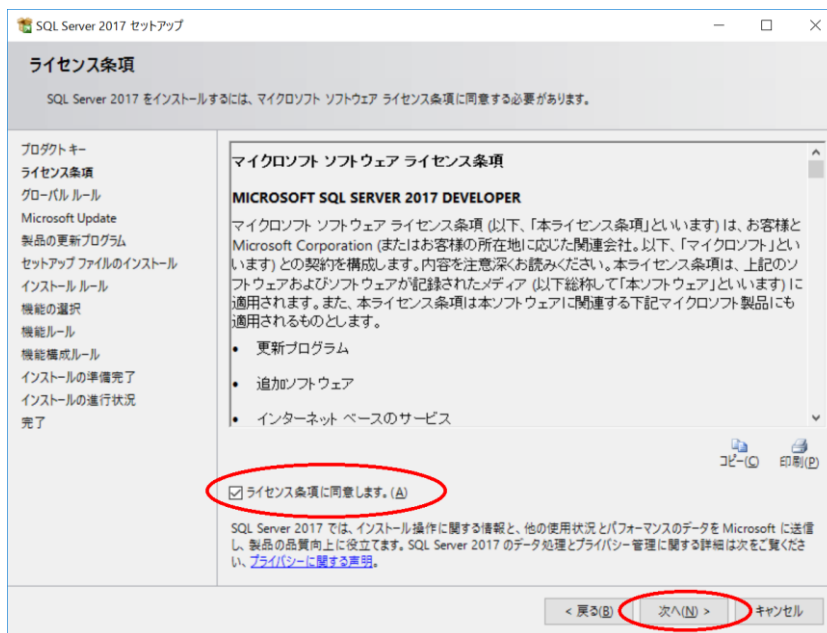 SQL Server 2017 セットアップ
ライセンス条項
SQL Server 2017 をインストールするには、マイクロソフト ソフトウェア ライセンス条項に同意する必要があります。
プロダクト キー
ライセンス条項
グローバル ルール
Microsoft Update
製品の更新プログラム
セットアップ ファイルのインストール
インストール ルール
機能の選択
機能ルール
機能構成ルール
インストールの準備完了
インストールの進行状況
完了
マイクロソフト ソフトウェア ライセンス条項
MICROSOFT SQL SERVER 2017 DEVELOPER
マイクロソフト ソフトウェア ライセンス条項 (以下、「本ライセンス条項」といいます) は、お客様と
Microsoft Corporation (またはお客様の所在地に応じた関連会社。以下、「マイクロソフト」とい
います) との契約を構成します。内容を注意深くお読みください。本ライセンス条項は、上記のソ
フトウェアおよびソフトウェアが記録されたメディア (以下総称して「本ソフトウェア」といいます) に
適用されます。また、本ライセンス条項は本ソフトウェアに関連する下記マイクロソフト製品にも
適用されるものとします。
• 更新プログラム
• 追加ソフトウェア
• インターネット ベースのサービス
コピー(C) 印刷(P)
ライセンス条項に同意します。(A)
SQL Server 2017 では、インストール操作に関する情報と、他の使用状況とパフォーマンスのデータを Microsoft に送信
し、製品の品質向上に役立てます。SQL Server 2017 のデータ処理とプライバシー管理に関する詳細は次をご覧くださ
い、プライバシーに関する声明。
< 戻る(B) 次へ(N) > キャンセル